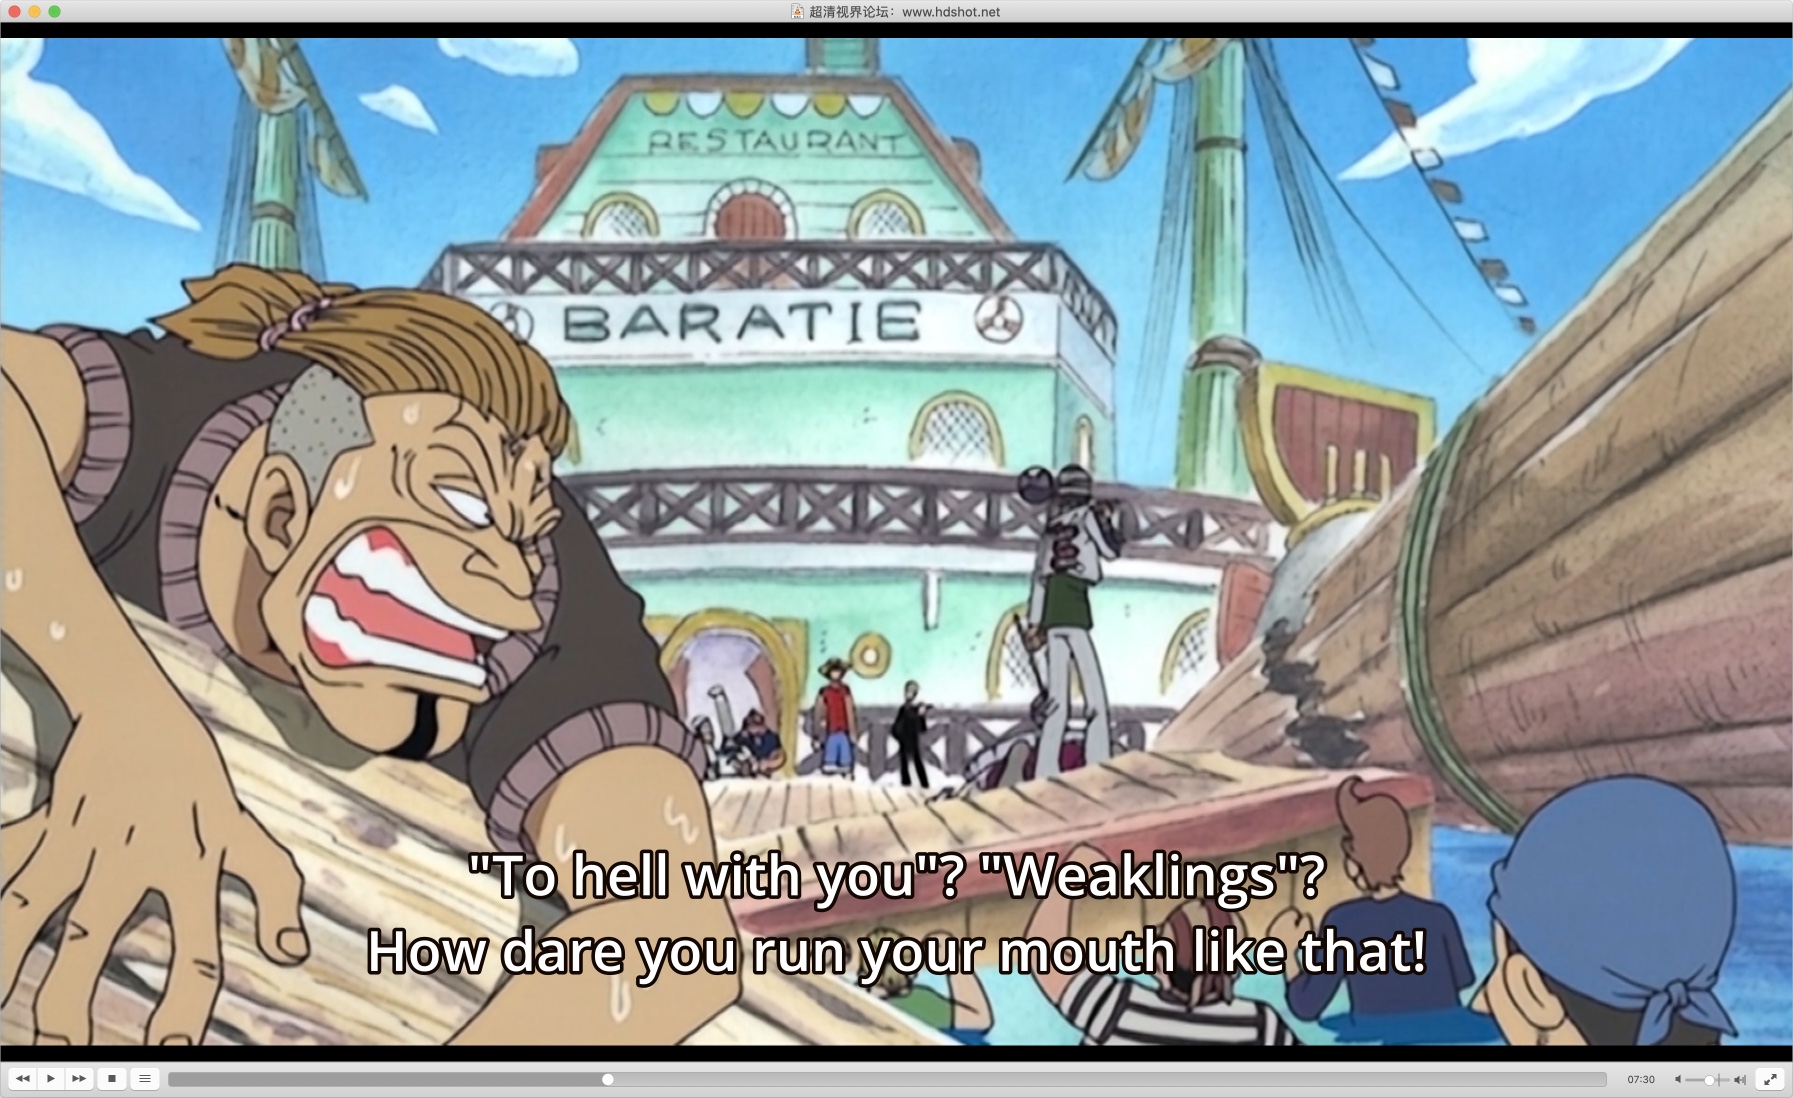 超清视界论坛：www.hdshot.net
RESTAURANT
BARATIE
"To hell with you"? "Weaklings"?
How dare you run your mouth like that!
07:30